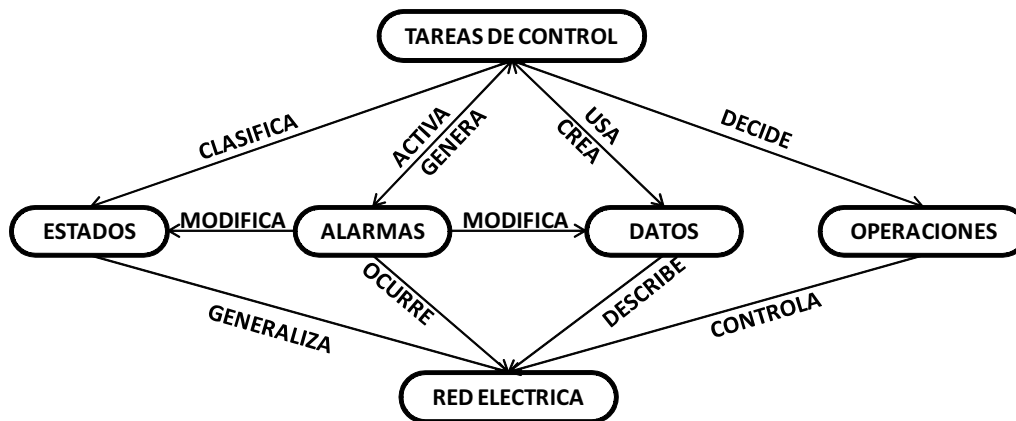 TAREAS DE CONTROL
CLASIFICA
ACTIVA
GENERA
USA
CREA
DECIDE
ESTADOS
MODIFICA
ALARMAS
MODIFICA
DATOS
OPERACIONES
GENERALIZA
OCURRE
DESCRIBE
CONTROLA
RED ELECTRICA